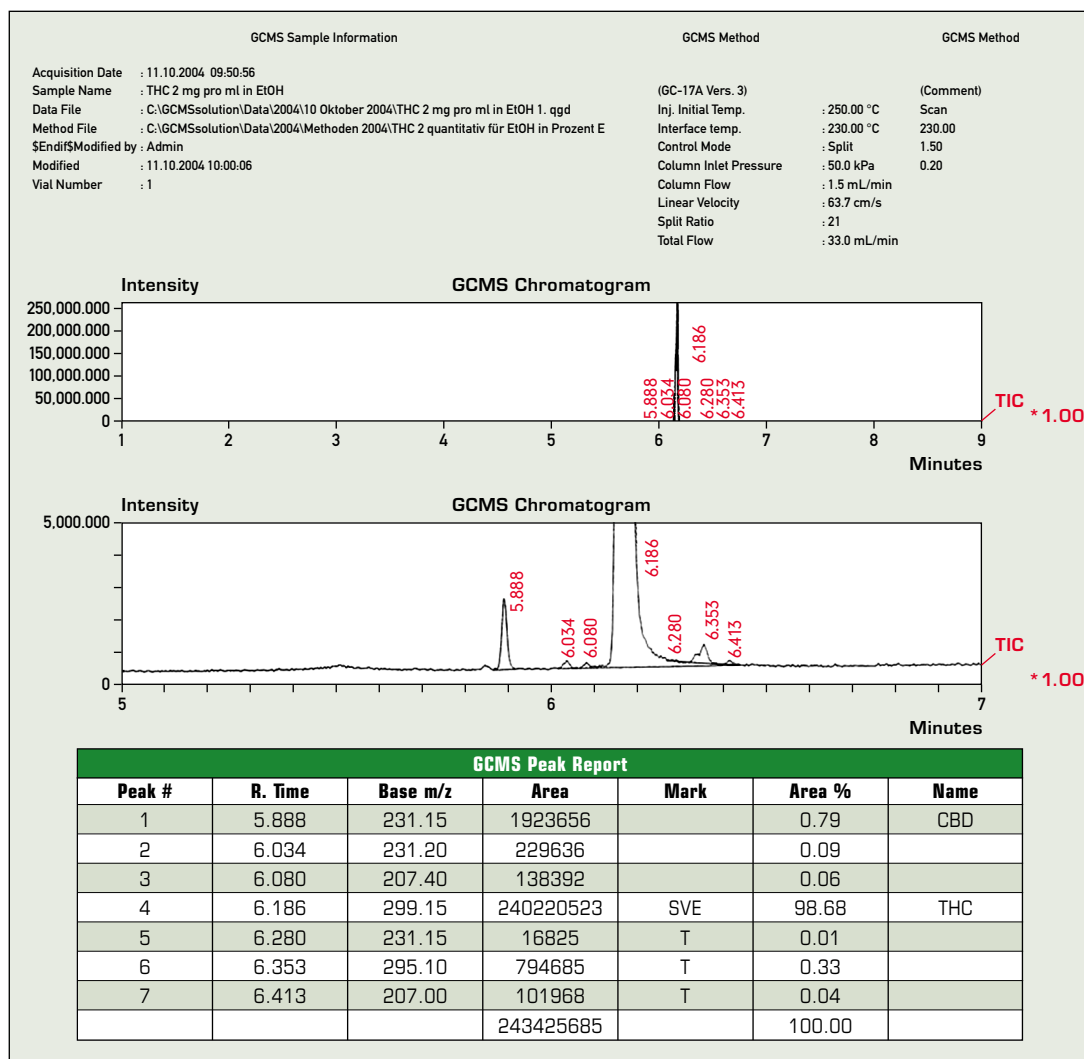 GCMS Sample Information GCMS Method GCMS Method
Acquisition Date : 11.10.2004 09:50:56
Sample Name : THC 2 mg pro ml in EtOH (GC-17A Vers. 3) (Comment)
Data File : C:\GCMSsolution\Data\2004\10 Oktober 2004\THC 2 mg pro ml in EtOH 1. qgd Inj. Initial Temp. : 250.00 °C Scan
Method File : C:\GCMSsolution\Data\2004\Methoden 2004\THC 2 quantitativ für EtOH in Prozent E Interface temp. : 230.00 °C 230.00
$Endif$Modified by : Admin Control Mode : Split 1.50
Modified : 11.10.2004 10:00:06 Column Inlet Pressure : 50.0 kPa 0.20
Vial Number : 1 Column Flow : 1.5 mL/min
Linear Velocity : 63.7 cm/s
Split Ratio : 21
Total Flow : 33.0 mL/min
Intensity GCMS Chromatogram
250,000.000
200,000.000
150,000.000
100,000.000
50,000.000
0
5.888 6.034 6.080 6.186 6.280 6.353 6.413
TIC
*1.00
1 2 3 4 5 6 7 8 9
Minutes
Intensity GCMS Chromatogram
5,000.000
0
5.888 6.034 6.080 6.186 6.280 6.353 6.413
TIC
*1.00
5 6 7
Minutes
GCMS Peak Report
Peak # R. Time Base m/z Area Mark Area % Name
1 5.888 231.15 1923656 0.79 CBD
2 6.034 231.20 229636 0.09
3 6.080 207.40 138392 0.06
4 6.186 299.15 240220523 SVE 98.68 THC
5 6.280 231.15 16825 T 0.01
6 6.353 295.10 794685 T 0.33
7 6.413 207.00 101968 T 0.04
243425685 100.00